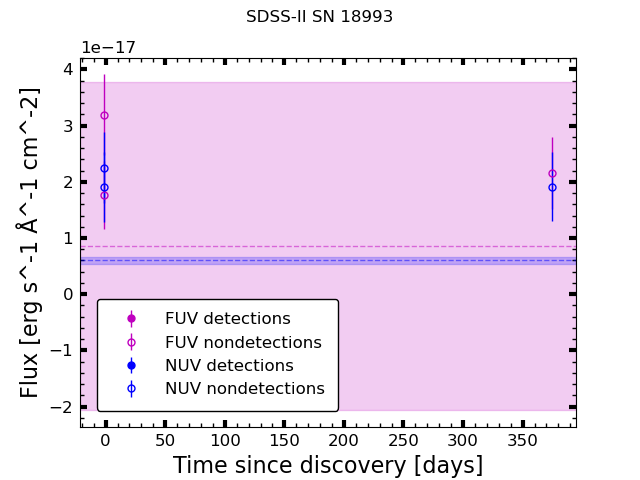 SDSS-II SN 18993
1e−17
4
3
2
1
0
−1
−2
Flux [erg s^-1 Å^-1 cm^-2]
FUV detections
FUV nondetections
NUV detections
NUV nondetections
0 50 100 150 200 250 300 350
Time since discovery [days]